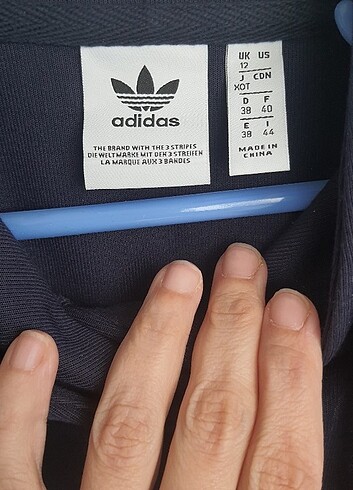 adidas
THE BRAND WITH THE 3 STRIPES
DIE WELTMARKE MIT DEN 3 STREIFEN
LA MARQUE AUX 3 BANDES
UK US
12
J CDN
XOT
D F
38 40
E I
38 44
MADE IN
CHINA